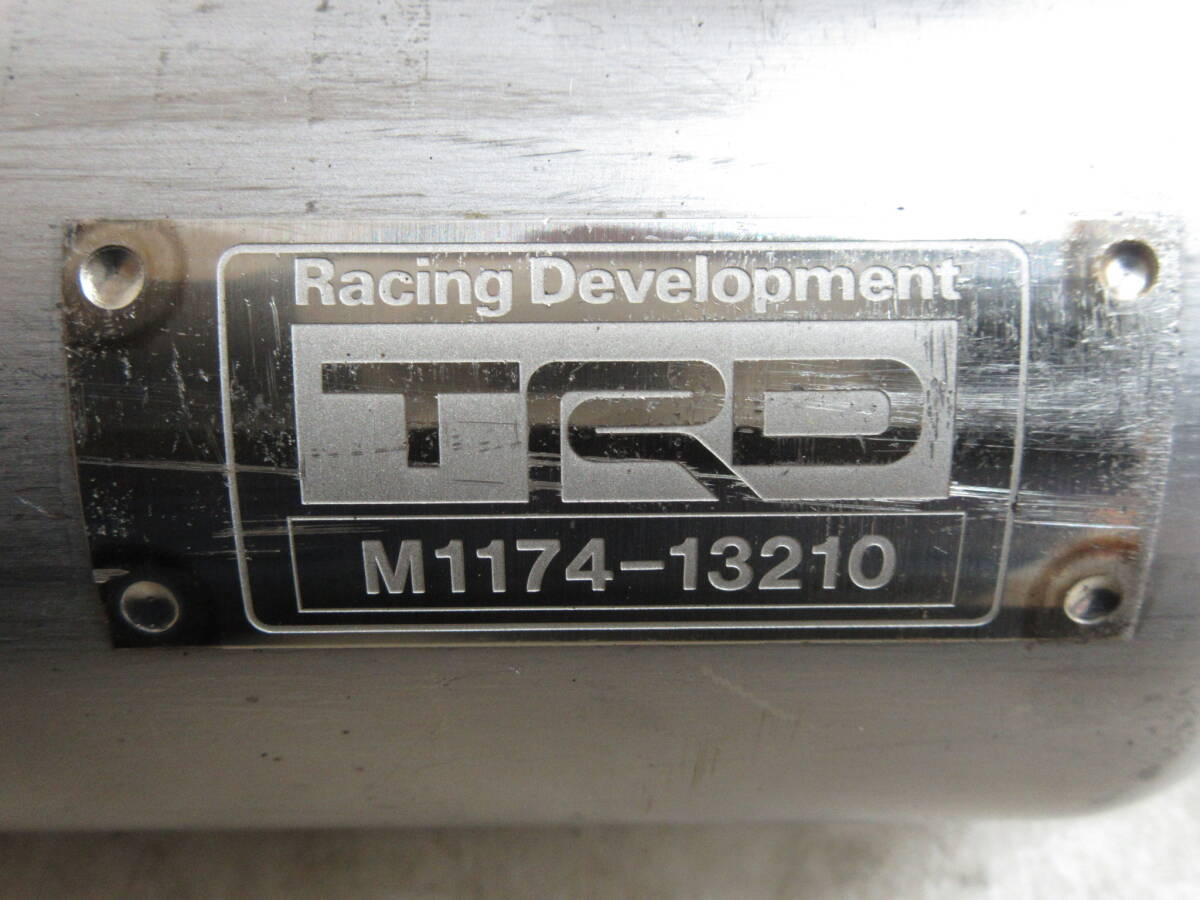 Racing Development
TRD
M1174-13210